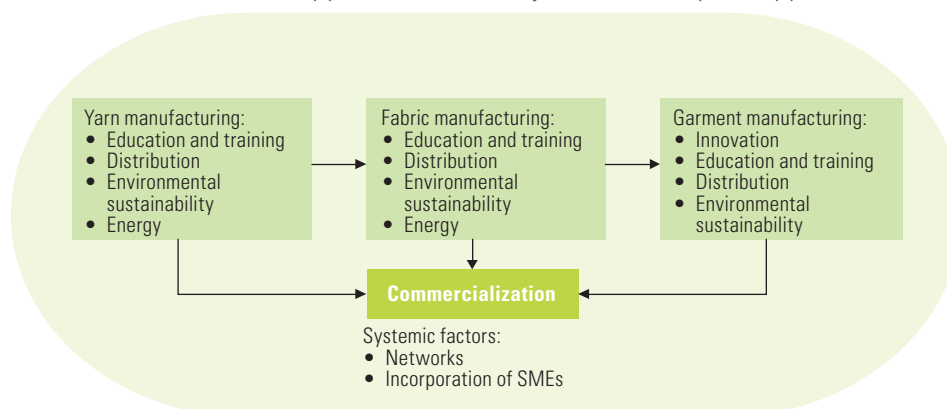 Yarn manufacturing:
• Education and training
• Distribution
• Environmental
sustainability
• Energy
Fabric manufacturing:
• Education and training
• Distribution
• Environmental
sustainability
• Energy
Garment manufacturing:
• Innovation
• Education and training
• Distribution
• Environmental
sustainability
Commercialization
Systemic factors:
• Networks
• Incorporation of SMEs